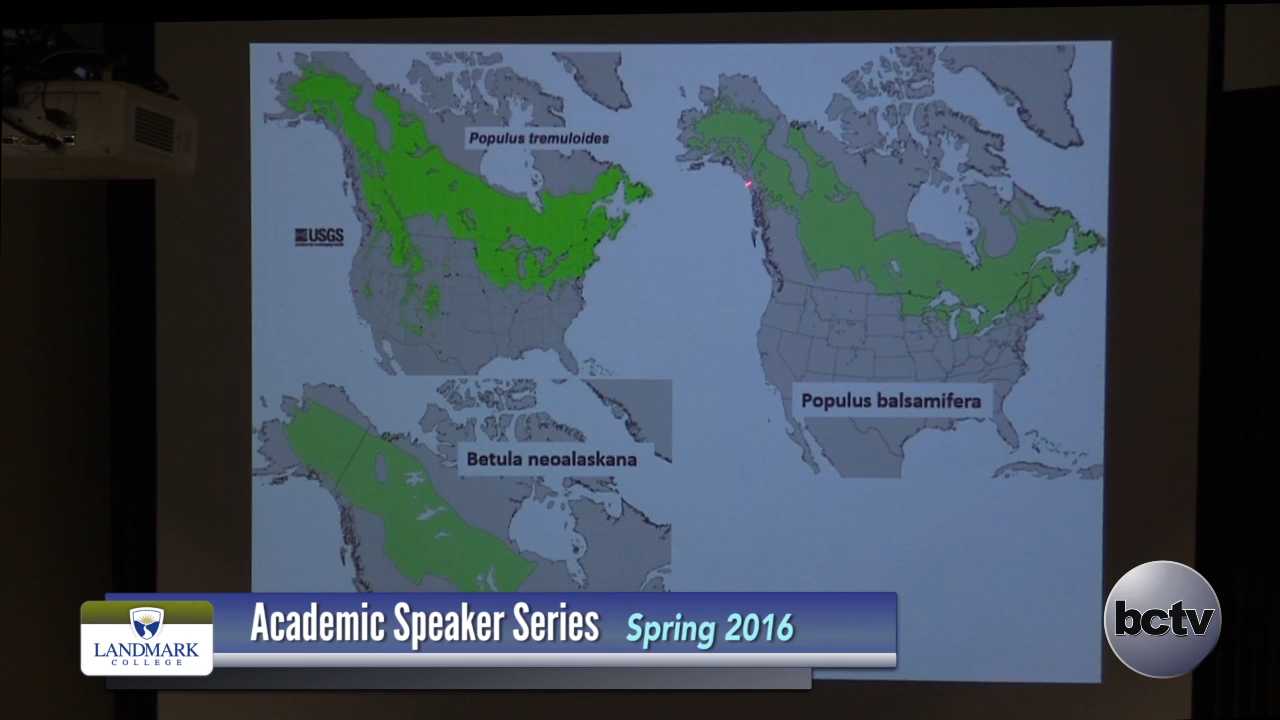 Populus tremuloides
USGS
Betula neoalaskana
Populus balsamifera
Academic Speaker Series Spring 2016
LANDMARK
COLLEGE
bctv